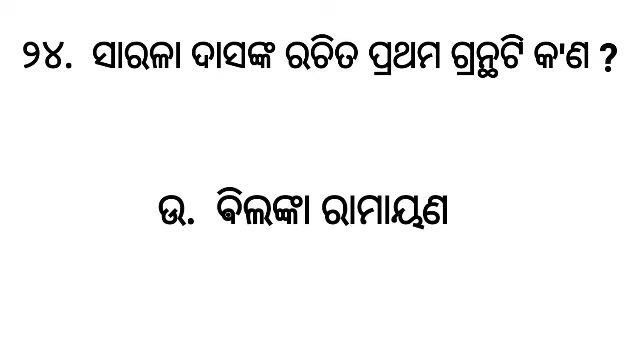 ୨୪. ସାରଳା ଦାସଙ୍କ ରଚିତ ପ୍ରଥମ ଗ୍ରନ୍ଥଟି କ'ଣ ?
ଉ. ଵିଲଙ୍କା ରାମାୟଣ